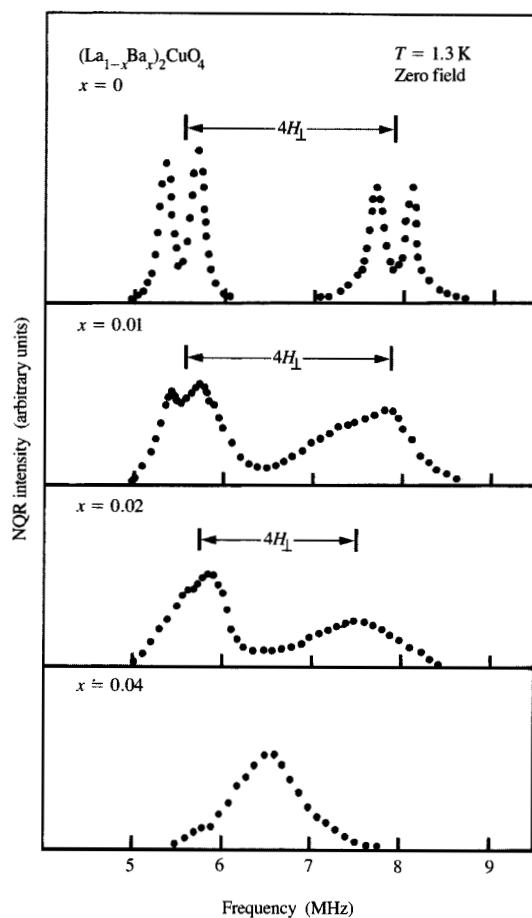 (La₁₋ₓBaₓ)₂CuO₄
T = 1.3 K
x = 0
Zero field
4H⊥
x = 0.01
4H⊥
x = 0.02
4H⊥
x ≒ 0.04
NQR intensity (arbitrary units)
5 6 7 8 9
Frequency (MHz)